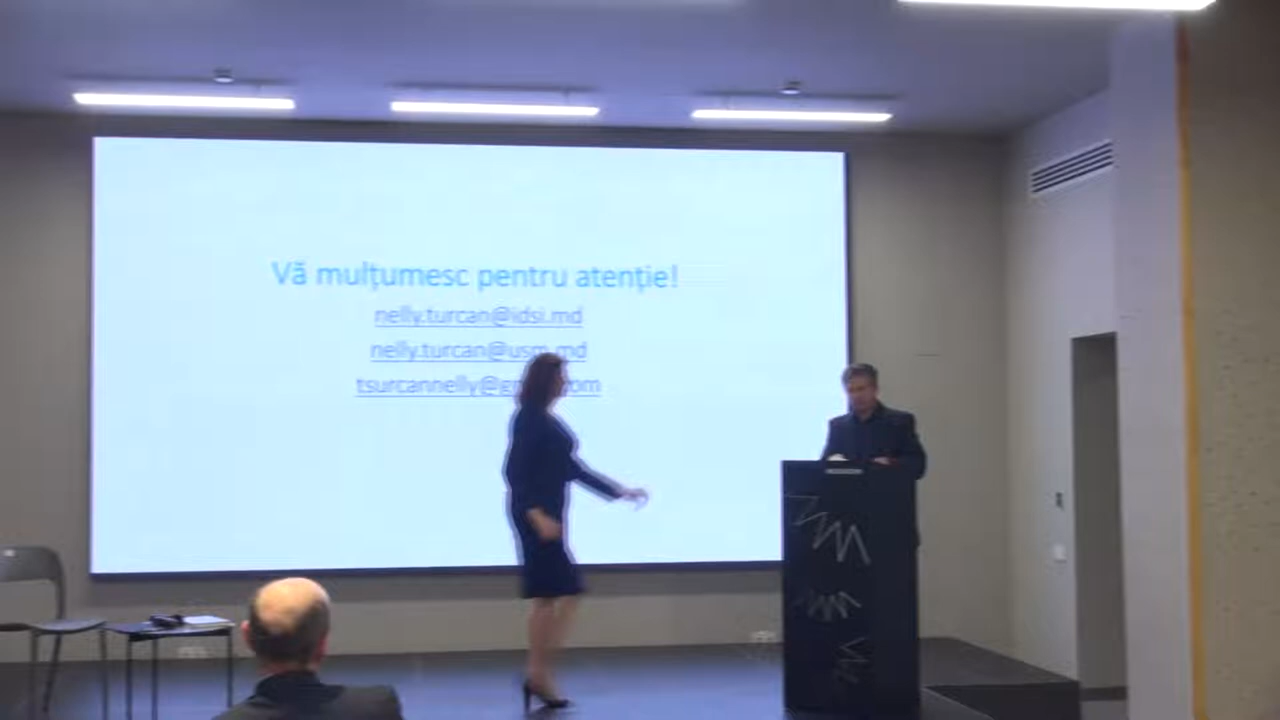 Vă mulțumesc pentru atenție!
nelly.turcan@idsi.md
nelly.turcan@usm.md